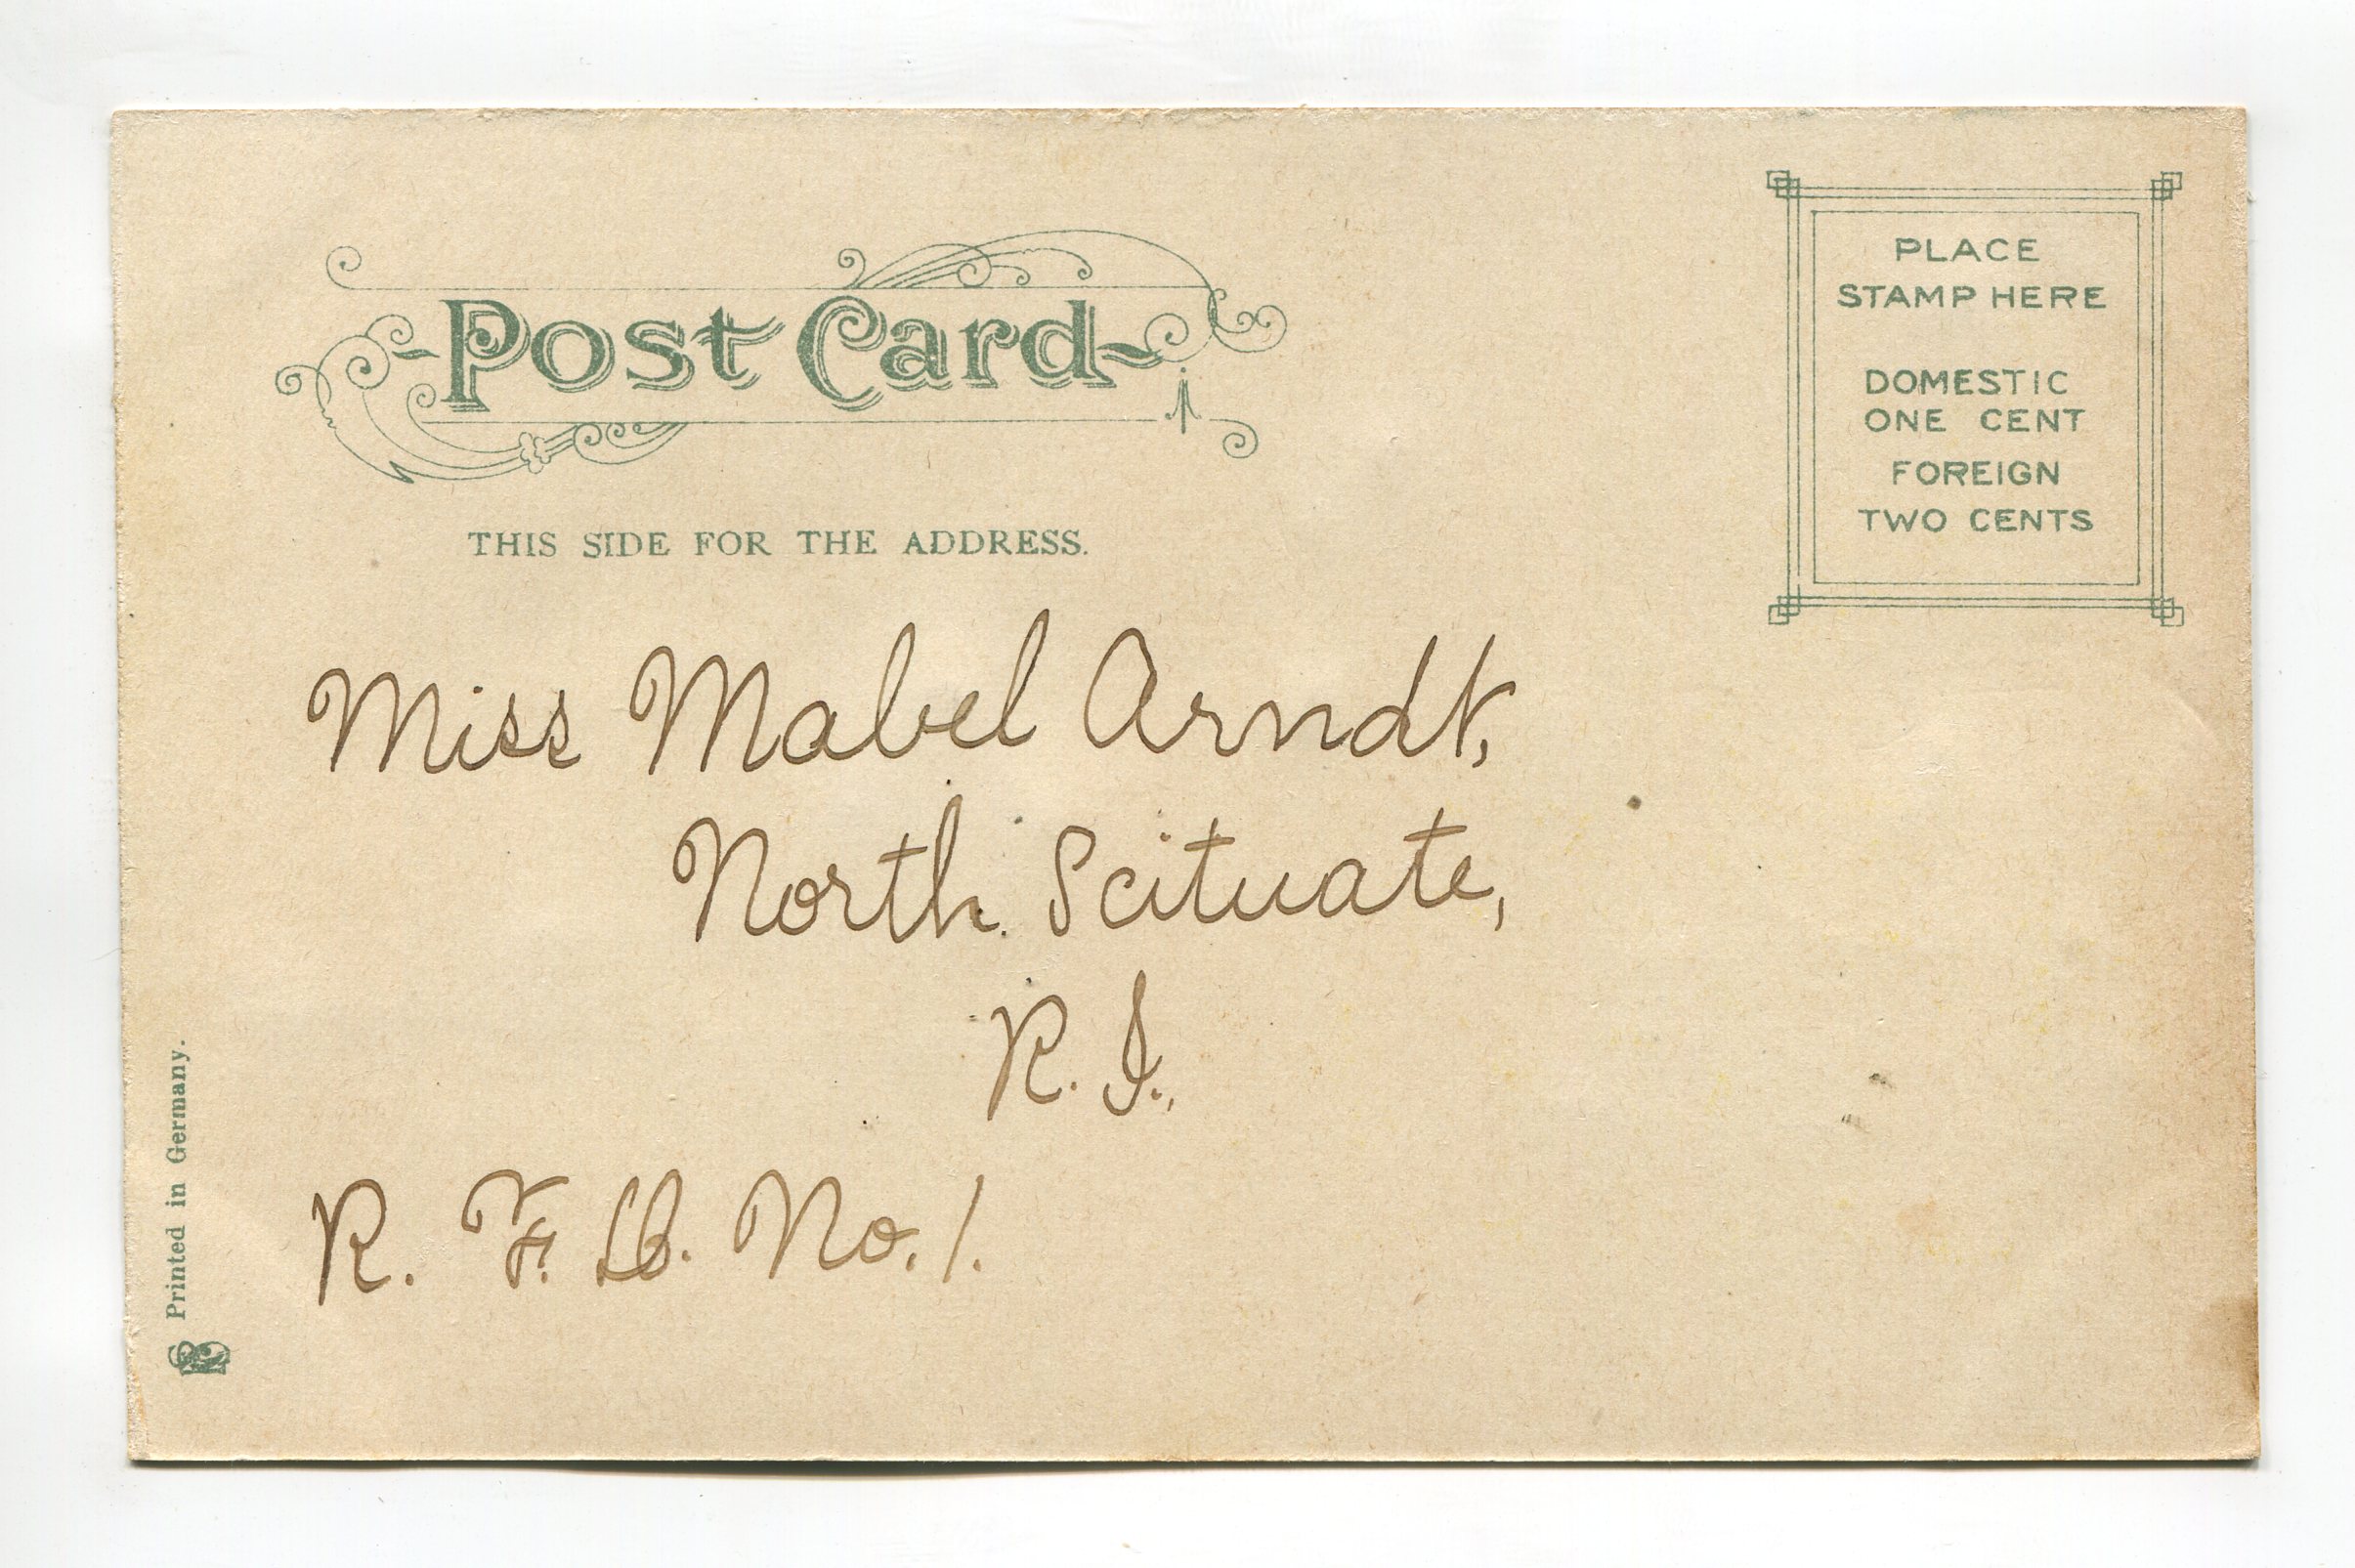 Post Card
THIS SIDE FOR THE ADDRESS.
PLACE
STAMP HERE
DOMESTIC
ONE CENT
FOREIGN
TWO CENTS
Miss Mabel Arndt,
North Scituate,
R. I.,
R. F. D. No. 1.
Printed in Germany.